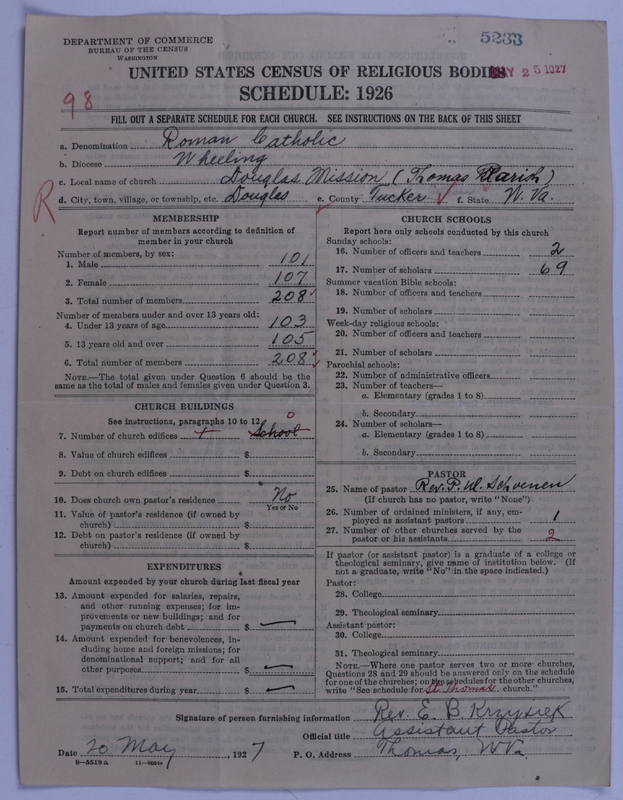 DEPARTMENT OF COMMERCE
BUREAU OF THE CENSUS
WASHINGTON
5233
MAY 25 1927
UNITED STATES CENSUS OF RELIGIOUS BODIES
SCHEDULE: 1926
98
FILL OUT A SEPARATE SCHEDULE FOR EACH CHURCH. SEE INSTRUCTIONS ON THE BACK OF THIS SHEET
a. Denomination Roman Catholic
b. Diocese Wheeling
c. Local name of church Douglas Mission (Thomas Parish)
R
d. City, town, village, or township, etc. Douglas e. County Tucker f. State W. Va.
MEMBERSHIP
Report number of members according to definition of
member in your church
Number of members, by sex:
1. Male 101
2. Female 107
3. Total number of members 208
Number of members under and over 13 years old:
4. Under 13 years of age 103
5. 13 years old and over 105
6. Total number of members 208
NOTE.—The total given under Question 6 should be the
same as the total of males and females given under Question 3.
CHURCH BUILDINGS
See instructions, paragraphs 10 to 12
0
7. Number of church edifices 1 School
8. Value of church edifices $
9. Debt on church edifices $
10. Does church own pastor's residence No
Yes or No
11. Value of pastor's residence (if owned by
church) $
12. Debt on pastor's residence (if owned by
church) $
EXPENDITURES
Amount expended by your church during last fiscal year
13. Amount expended for salaries, repairs,
and other running expenses; for im-
provements or new buildings; and for
payments on church debt $ —
14. Amount expended for benevolences, in-
cluding home and foreign missions; for
denominational support; and for all
other purposes $ —
15. Total expenditures during year $ —
CHURCH SCHOOLS
Report here only schools conducted by this church
Sunday schools:
16. Number of officers and teachers 2
17. Number of scholars 69
Summer vacation Bible schools:
18. Number of officers and teachers
19. Number of scholars
Week-day religious schools:
20. Number of officers and teachers
21. Number of scholars
Parochial schools:
22. Number of administrative officers
23. Number of teachers—
a. Elementary (grades 1 to 8)
b. Secondary
24. Number of scholars—
a. Elementary (grades 1 to 8)
b. Secondary
PASTOR
25. Name of pastor Rev. P. W. Schoenen
(If church has no pastor, write "None")
26. Number of ordained ministers, if any, em-
ployed as assistant pastors 1
27. Number of other churches served by the
pastor or his assistants 2
If pastor (or assistant pastor) is a graduate of a college or
theological seminary, give name of institution below. (If
not a graduate, write "No" in the space indicated.)
Pastor:
28. College
29. Theological seminary
Assistant pastor:
30. College
31. Theological seminary
NOTE.—Where one pastor serves two or more churches,
Questions 28 and 29 should be answered only on the schedule
for one of the churches; on the schedules for the other churches,
write "See schedule for St. Thomas church."
Signature of person furnishing information Rev. E. B Krzysiek
Official title Assistant Pastor
Date 20 May, 1927 P. O. Address Thomas, W Va.
8—5519a